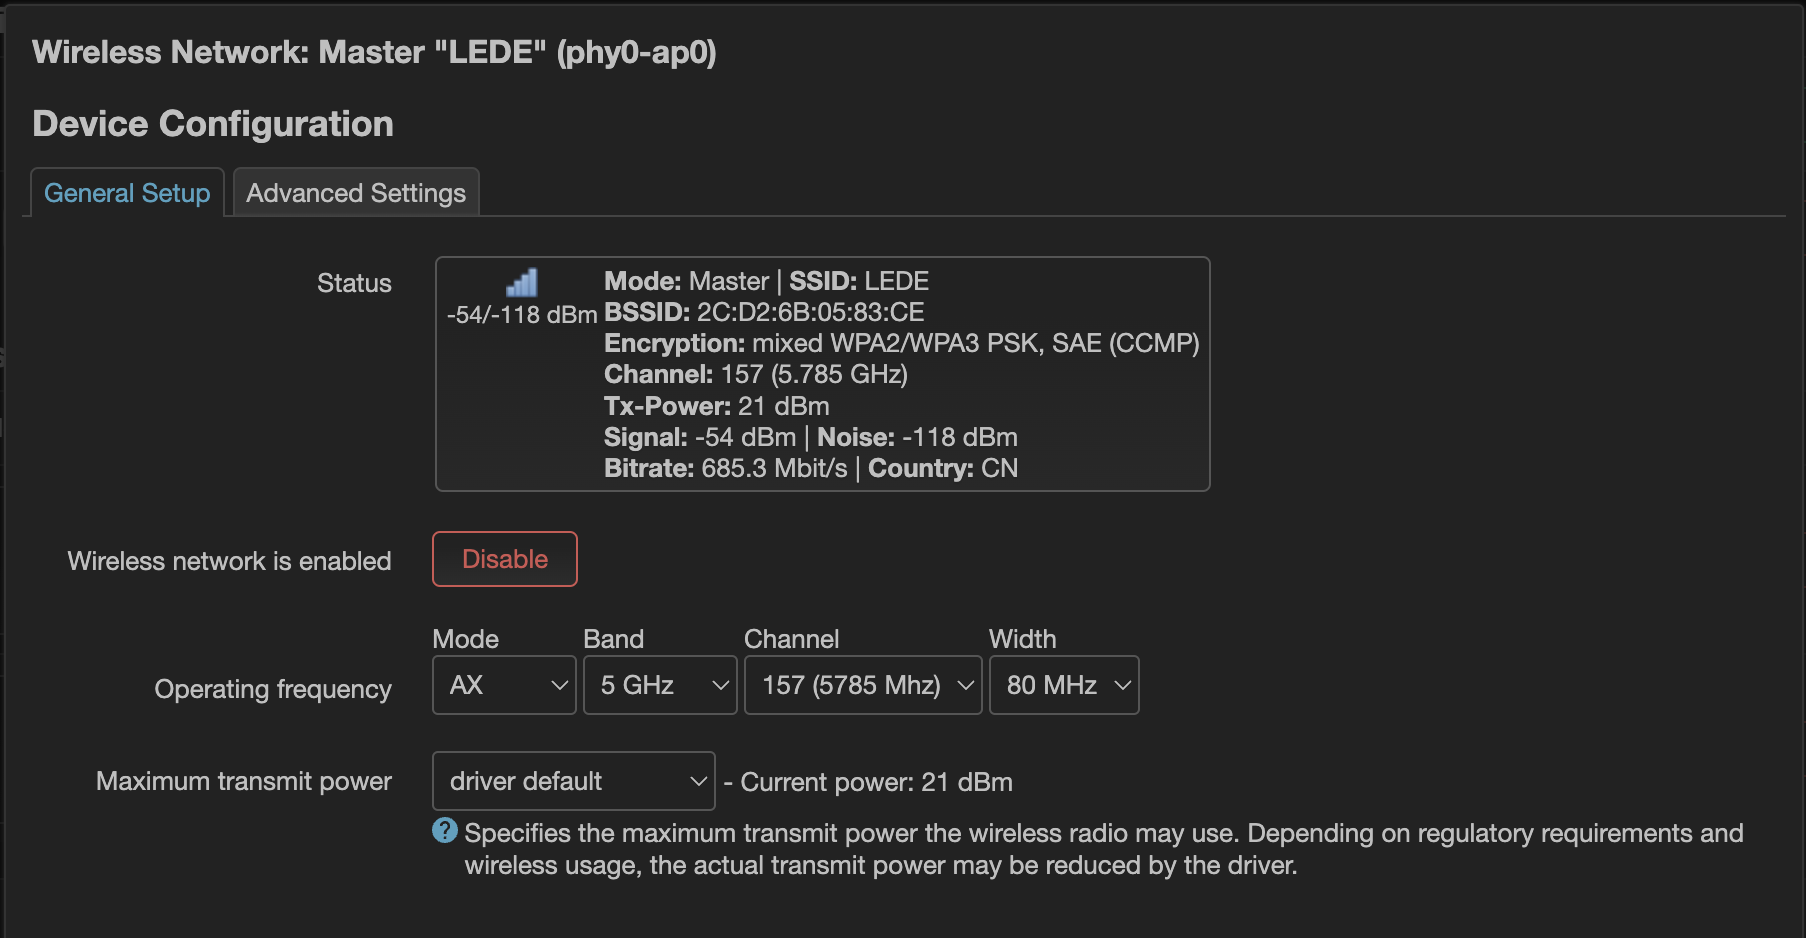 Wireless Network: Master "LEDE" (phy0-ap0)
Device Configuration
General Setup
Advanced Settings
Status
-54/-118 dBm
Mode: Master | SSID: LEDE
BSSID: 2C:D2:6B:05:83:CE
Encryption: mixed WPA2/WPA3 PSK, SAE (CCMP)
Channel: 157 (5.785 GHz)
Tx-Power: 21 dBm
Signal: -54 dBm | Noise: -118 dBm
Bitrate: 685.3 Mbit/s | Country: CN
Wireless network is enabled
Disable
Operating frequency
Mode
Band
Channel
Width
AX
5 GHz
157 (5785 Mhz)
80 MHz
Maximum transmit power
driver default
- Current power: 21 dBm
? Specifies the maximum transmit power the wireless radio may use. Depending on regulatory requirements and
wireless usage, the actual transmit power may be reduced by the driver.